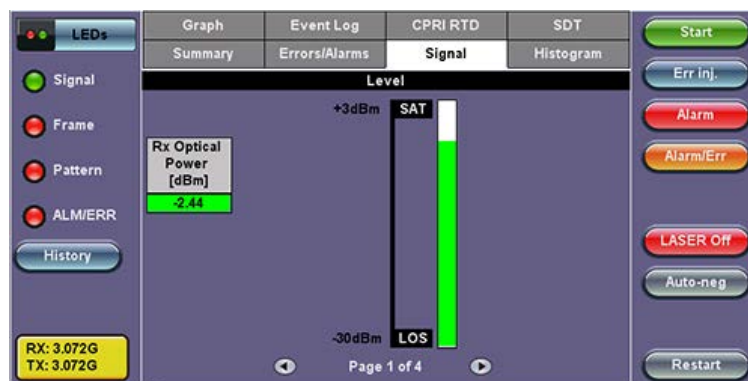 LEDs
Graph
Event Log
CPRI RTD
SDT
Summary
Errors/Alarms
Signal
Histogram
Signal
Frame
Pattern
ALM/ERR
History
RX: 3.072G
TX: 3.072G
Level
+3dBm
SAT
Rx Optical
Power
[dBm]
-2.44
-30dBm
LOS
Page 1 of 4
Start
Err inj.
Alarm
Alarm/Err
LASER Off
Auto-neg
Restart